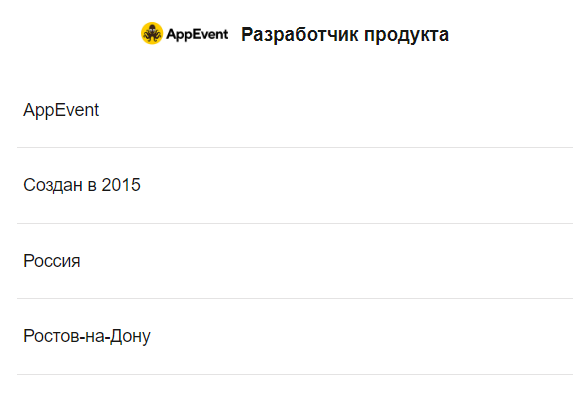 AppEvent Разработчик продукта
AppEvent
Создан в 2015
Россия
Ростов-на-Дону